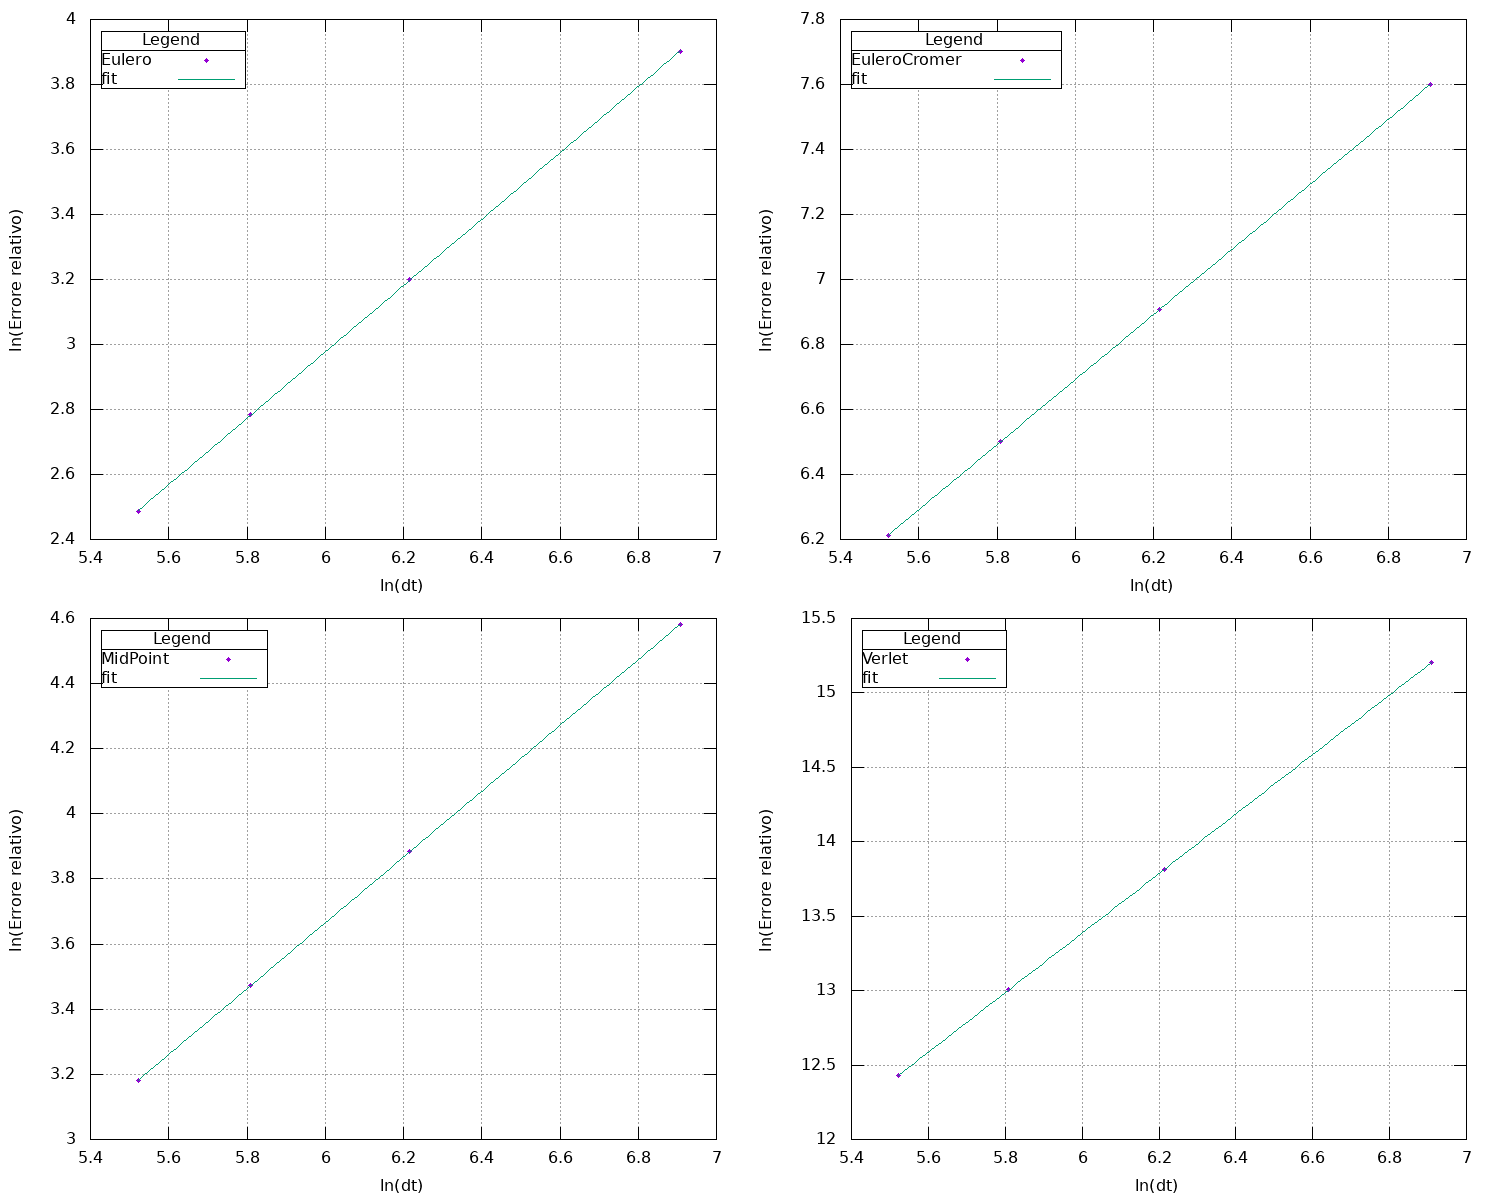 4
3.8
3.6
3.4
3.2
3
2.8
2.6
2.4
5.4 5.6 5.8 6 6.2 6.4 6.6 6.8 7
ln(Errore relativo)
ln(dt)
Legend
Eulero
fit
7.8
7.6
7.4
7.2
7
6.8
6.6
6.4
6.2
5.4 5.6 5.8 6 6.2 6.4 6.6 6.8 7
ln(Errore relativo)
ln(dt)
Legend
EuleroCromer
fit
4.6
4.4
4.2
4
3.8
3.6
3.4
3.2
3
5.4 5.6 5.8 6 6.2 6.4 6.6 6.8 7
ln(Errore relativo)
ln(dt)
Legend
MidPoint
fit
15.5
15
14.5
14
13.5
13
12.5
12
5.4 5.6 5.8 6 6.2 6.4 6.6 6.8 7
ln(Errore relativo)
ln(dt)
Legend
Verlet
fit